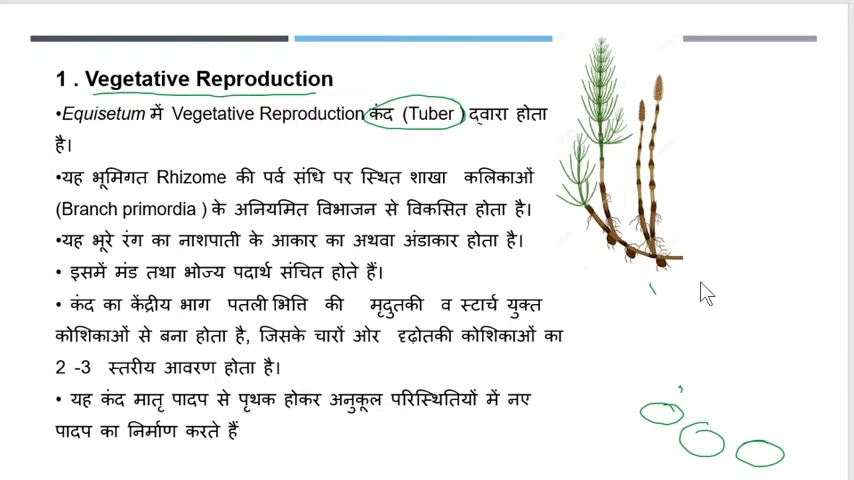 1 . Vegetative Reproduction
•Equisetum में Vegetative Reproduction कंद (Tuber ) द्वारा होता
है।
•यह भूमिगत Rhizome की पर्व संधि पर स्थित शाखा कलिकाओं
(Branch primordia ) के अनियमित विभाजन से विकसित होता है।
•यह भूरे रंग का नाशपाती के आकार का अथवा अंडाकार होता है।
• इसमें मंड तथा भोज्य पदार्थ संचित होते हैं।
• कंद का केंद्रीय भाग पतली भित्ति की मृदुतकी व स्टार्च युक्त
कोशिकाओं से बना होता है, जिसके चारों ओर दृढ़ोतकी कोशिकाओं का
2 -3 स्तरीय आवरण होता है।
• यह कंद मातृ पादप से पृथक होकर अनुकूल परिस्थितियों में नए
पादप का निर्माण करते हैं